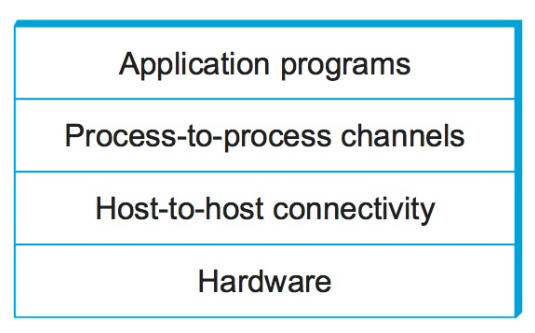 Application programs
Process-to-process channels
Host-to-host connectivity
Hardware